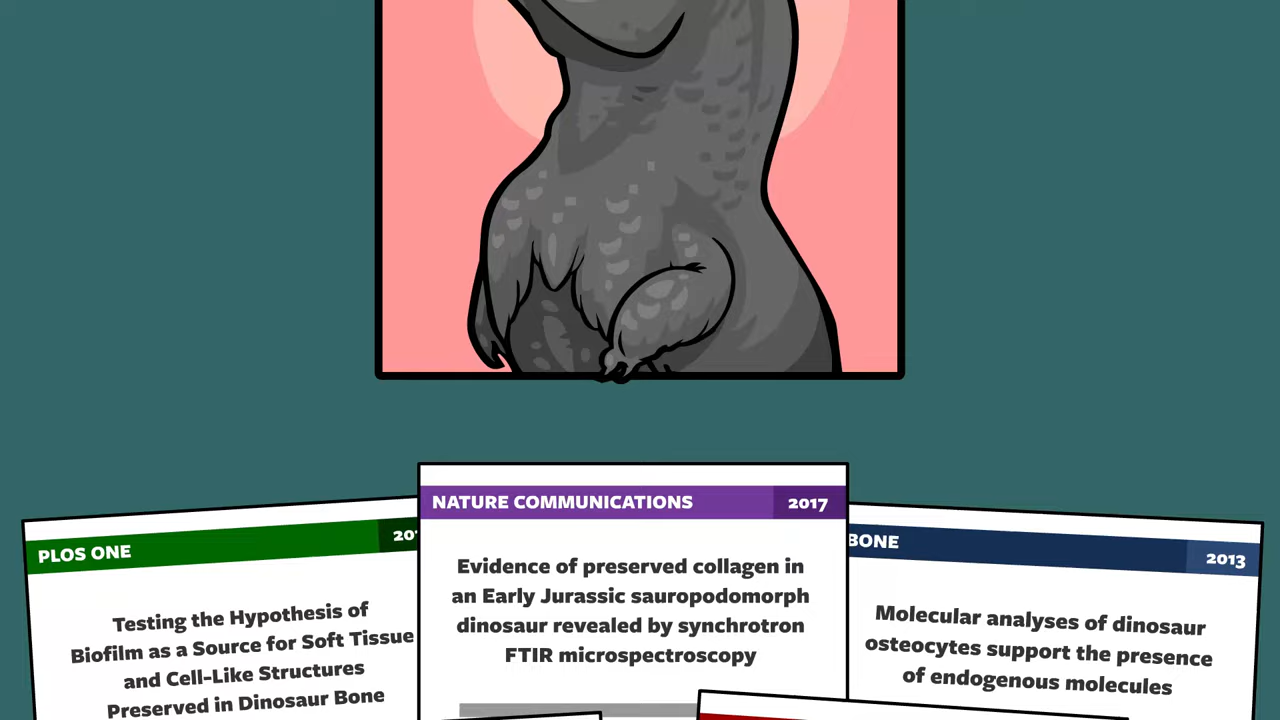 PLOS ONE
Testing the Hypothesis of
Biofilm as a Source for Soft Tissue
and Cell-Like Structures
Preserved in Dinosaur Bone
NATURE COMMUNICATIONS 2017
Evidence of preserved collagen in
an Early Jurassic sauropodomorph
dinosaur revealed by synchrotron
FTIR microspectroscopy
BONE 2013
Molecular analyses of dinosaur
osteocytes support the presence
of endogenous molecules